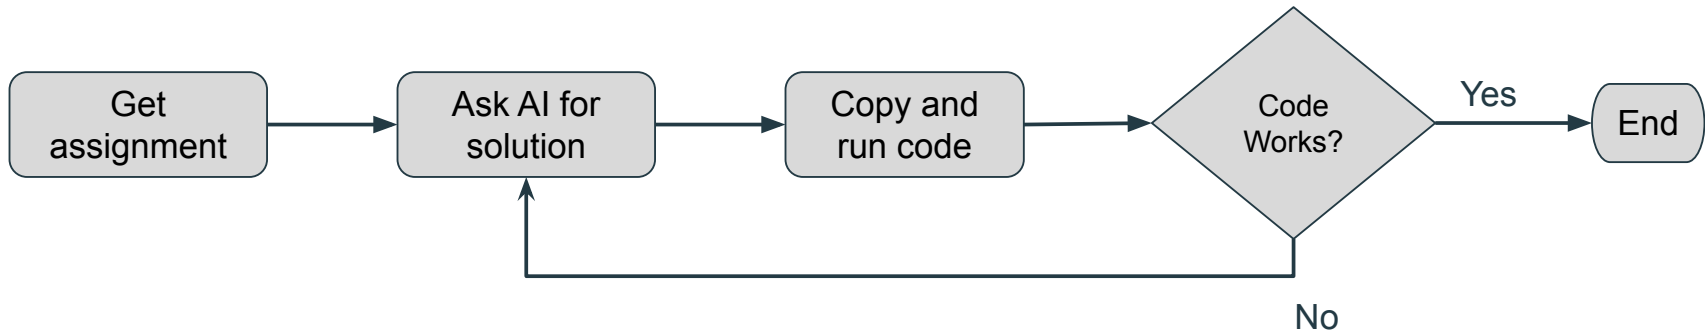 Get
assignment
Ask AI for
solution
Copy and
run code
Code
Works?
Yes
End
No